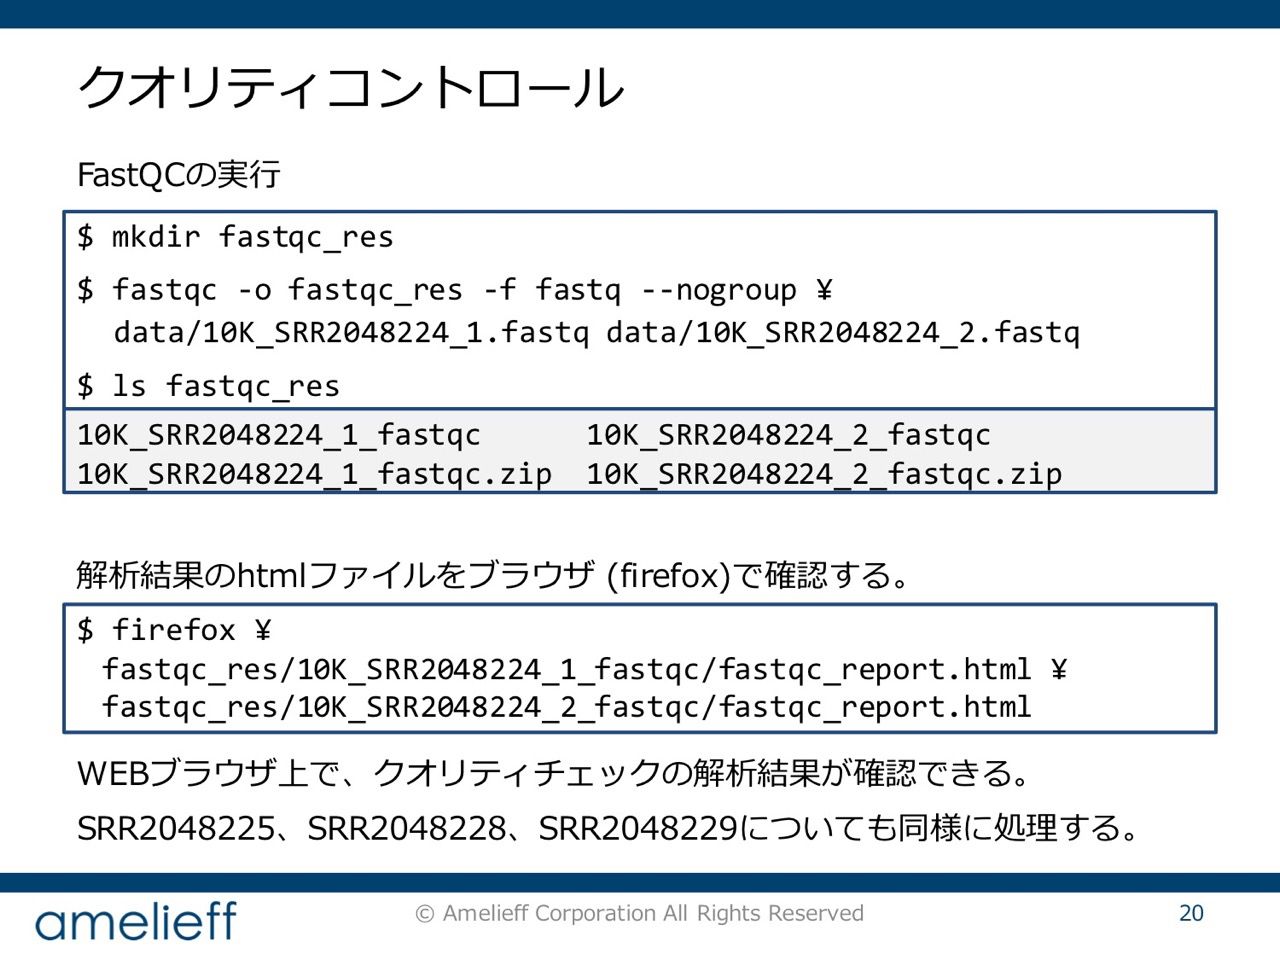 クオリティコントロール
FastQCの実行
$ mkdir fastqc_res
$ fastqc -o fastqc_res -f fastq --nogroup ¥
data/10K_SRR2048224_1.fastq data/10K_SRR2048224_2.fastq
$ ls fastqc_res
10K_SRR2048224_1_fastqc 10K_SRR2048224_2_fastqc
10K_SRR2048224_1_fastqc.zip 10K_SRR2048224_2_fastqc.zip
解析結果のhtmlファイルをブラウザ (firefox)で確認する。
$ firefox ¥
fastqc_res/10K_SRR2048224_1_fastqc/fastqc_report.html ¥
fastqc_res/10K_SRR2048224_2_fastqc/fastqc_report.html
WEBブラウザ上で、クオリティチェックの解析結果が確認できる。
SRR2048225、SRR2048228、SRR2048229についても同様に処理する。
amelieff
© Amelieff Corporation All Rights Reserved
20